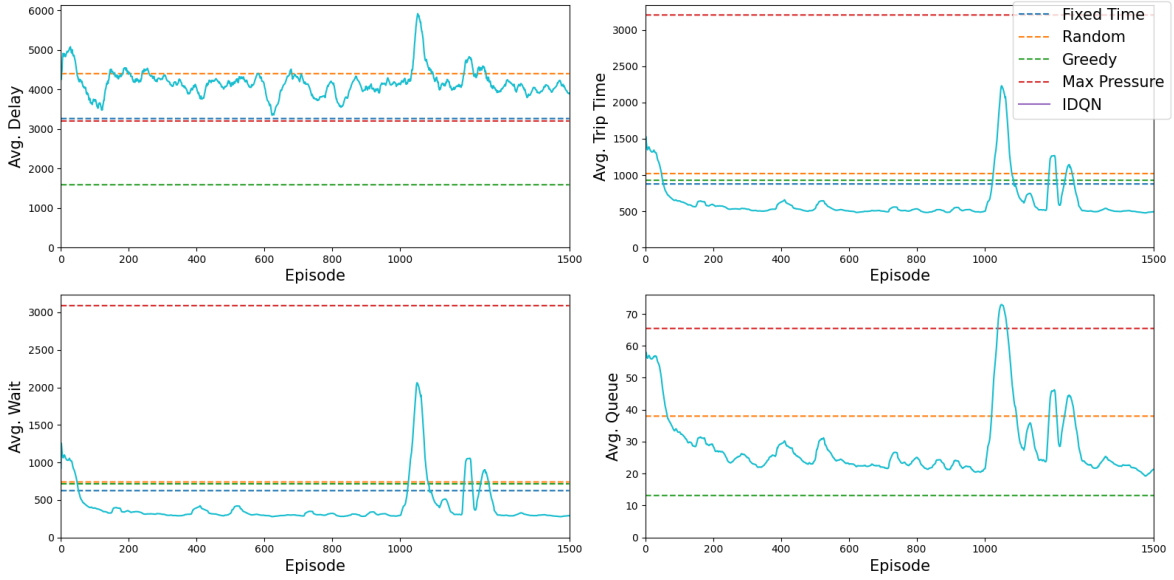 6000
5000
4000
3000
2000
1000
0
Avg. Delay
0 200 400 600 800 1000 1500
Episode
3000
2500
2000
1500
1000
500
0
Avg. Trip Time
0 200 400 600 800 1000 1500
Episode
Fixed Time
Random
Greedy
Max Pressure
IDQN
3000
2500
2000
1500
1000
500
0
Avg. Wait
0 200 400 600 800 1000 1500
Episode
70
60
50
40
30
20
10
0
Avg. Queue
0 200 400 600 800 1000 1500
Episode